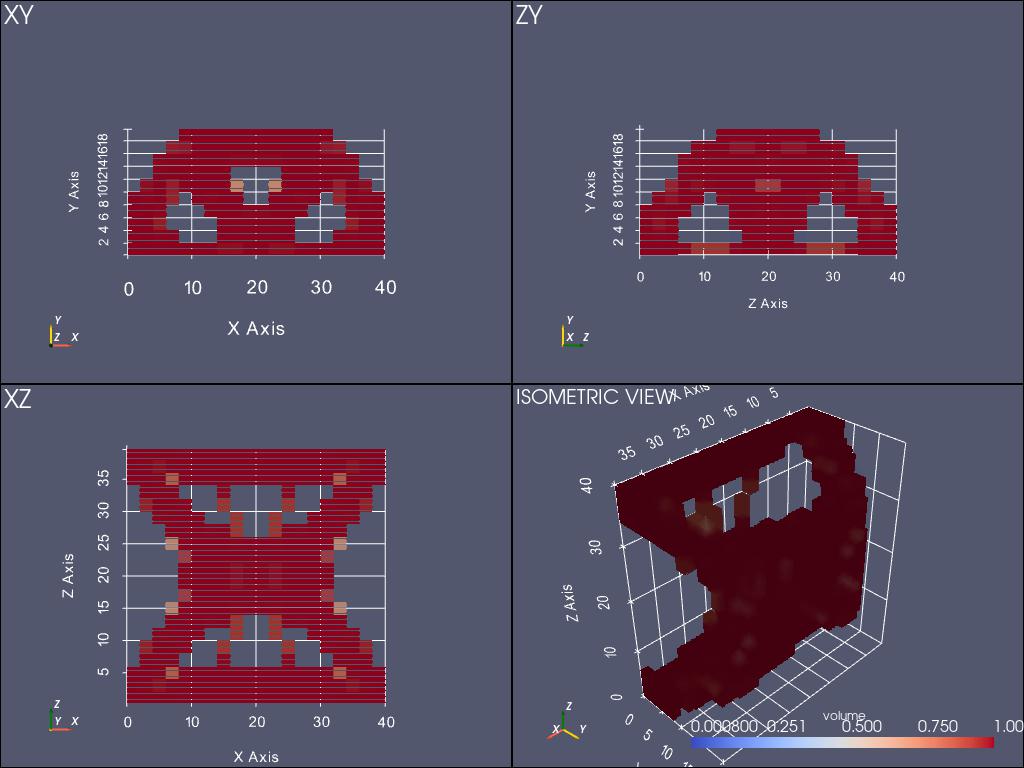 XY
Y Axis
2 4 6 8 1012141618
0 10 20 30 40
X Axis
Y
Z X
ZY
Y Axis
2 4 6 8 1012141618
0 10 20 30 40
Z Axis
Y
X Z
XZ
Z Axis
35
30
25
20
15
10
5
0 10 20 30 40
X Axis
Z
Y X
ISOMETRIC VIEW
X Axis
35 30 25 20 15 10 5
40
30
Z Axis
20
10
0
0 5 10
Z
X Y
volume
0.000800 0.251 0.500 0.750 1.00